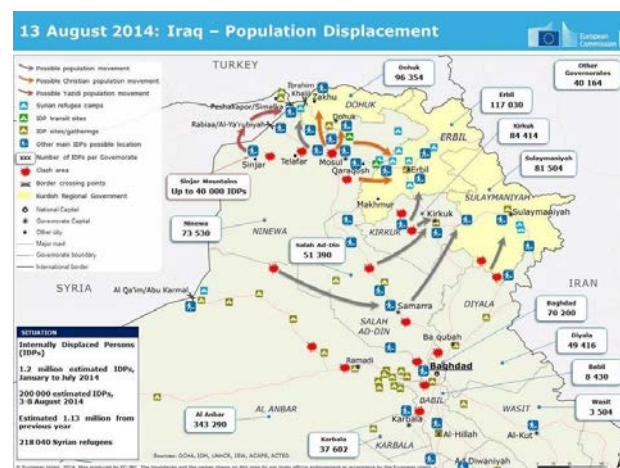 13 August 2014: Iraq – Population Displacement
European
Commission
Possible population movement
Possible Christian population movement
Possible Yazidi population movement
Syrian refugee camps
IDP transit sites
IDP sites/gatherings
Other main IDPs possible location
XXX Number of IDPs per Governorate
Clash area
Border crossing points
Kurdish Regional Government
National Capital
Governorate Capital
Other city
Major road
Governorate boundary
International border
TURKEY
Dohuk
96 354
Other
Governorates
40 164
Erbil
117 030
Kirkuk
84 414
Sulaymaniyah
81 504
Ibrahim
Khalil
Zakhu
Peshkapor/Simalka
Rabiaa/Al-Ya'rubiyah
DOHUK
Dohuk
ERBIL
Sinjar
Telafar
Mosul
Qaraqosh
Erbil
Sinjar Mountains
Up to 40 000 IDPs
Makhmur
SULAYMANIYAH
Sulaymaniyah
Kirkuk
KIRKUK
Ninewa
73 530
NINEWA
Salah Ad-Din
51 390
SYRIA
IRAN
Al Qa'im/Abu Karmal
Samarra
DIYALA
SALAH
AD-DIN
Baghdad
70 200
Diyala
49 416
Ba qubah
Ramadi
Baghdad
Babil
8 430
Wasit
3 504
SITUATION
Internally Displaced Persons
(IDPs)
1.2 million estimated IDPs,
January to July 2014
200 000 estimated IDPs,
3-8 August 2014
Estimated 1.13 million from
previous year
218 040 Syrian refugees
Al Anbar
343 290
AL ANBAR
BABIL
WASIT
Karbala
Karbala
37 602
KARBALA
Al-Hillah
Al-Kut
Ad Diwaniyah
Sources: OCHA, IOM, UNHCR, IRW, ACAPS, ACTED